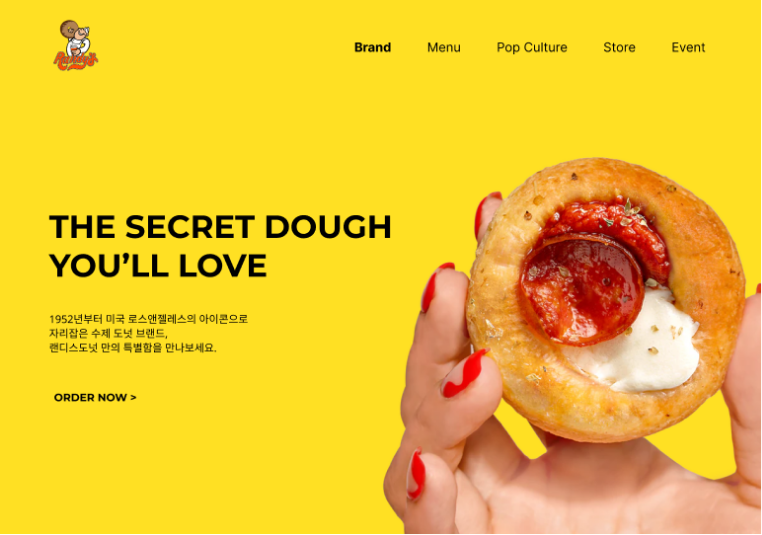 Brand
Menu
Pop Culture
Store
Event
THE SECRET DOUGH
YOU’LL LOVE
1952년부터 미국 로스앤젤레스의 아이콘으로
자리잡은 수제 도넛 브랜드,
랜디스도넛 만의 특별함을 만나보세요.
ORDER NOW >